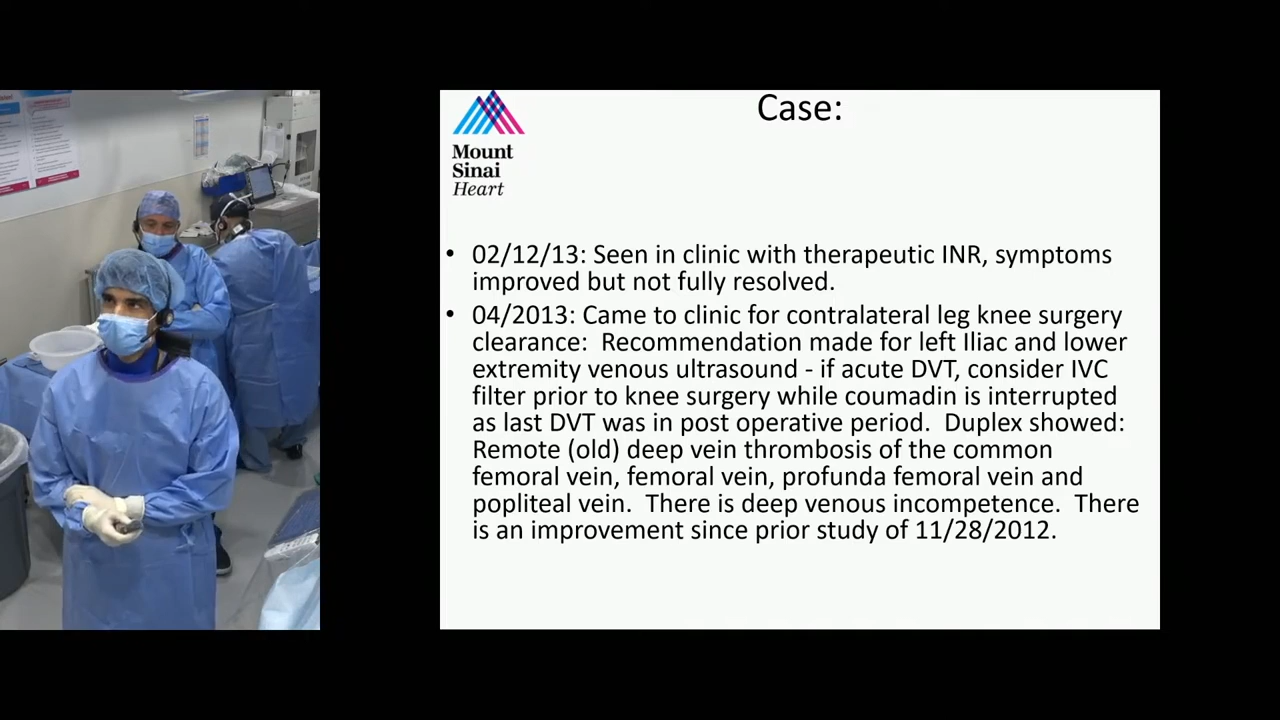 Case:
Mount
Sinai
Heart
• 02/12/13: Seen in clinic with therapeutic INR, symptoms
improved but not fully resolved.
• 04/2013: Came to clinic for contralateral leg knee surgery
clearance:  Recommendation made for left Iliac and lower
extremity venous ultrasound - if acute DVT, consider IVC
filter prior to knee surgery while coumadin is interrupted
as last DVT was in post operative period.  Duplex showed:
Remote (old) deep vein thrombosis of the common
femoral vein, femoral vein, profunda femoral vein and
popliteal vein.  There is deep venous incompetence.  There
is an improvement since prior study of 11/28/2012.